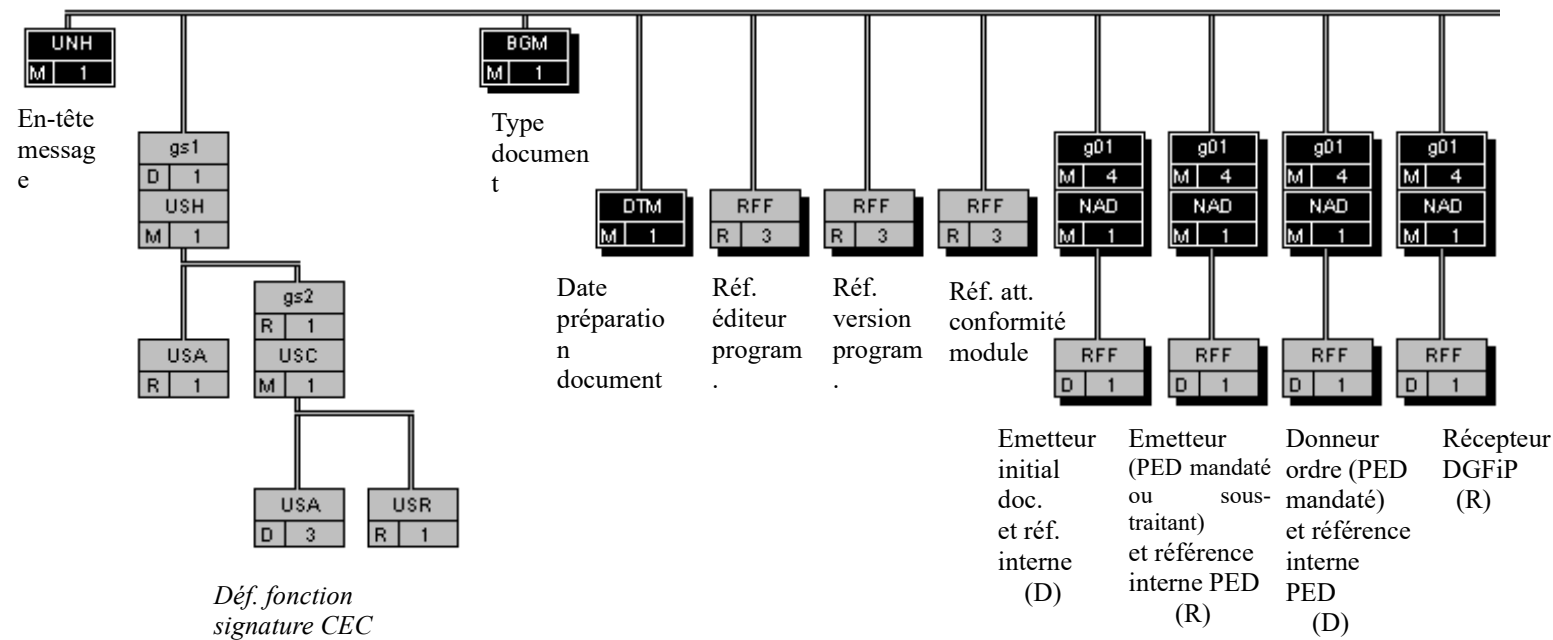 UNH
M 1
En-tête
messag
e
gs1
D 1
USH
M 1
USA
R 1
gs2
R 1
USC
M 1
USA
D 3
USR
R 1
Déf. fonction
signature CEC
BGM
M 1
Type
documen
t
DTM
M 1
Date
préparatio
n
document
RFF
R 3
Réf.
éditeur
program
.
RFF
R 3
Réf.
version
program
.
RFF
R 3
Réf. att.
conformité
module
g01
M 4
NAD
M 1
RFF
D 1
Emetteur
initial
doc.
et réf.
interne
(D)
g01
M 4
NAD
M 1
RFF
D 1
Emetteur
(PED mandaté
ou sous-
traitant)
et référence
interne PED
(R)
g01
M 4
NAD
M 1
RFF
D 1
Donneur
ordre (PED
mandaté)
et référence
interne
PED
(D)
g01
M 4
NAD
M 1
RFF
D 1
Récepteur
DGFiP
(R)